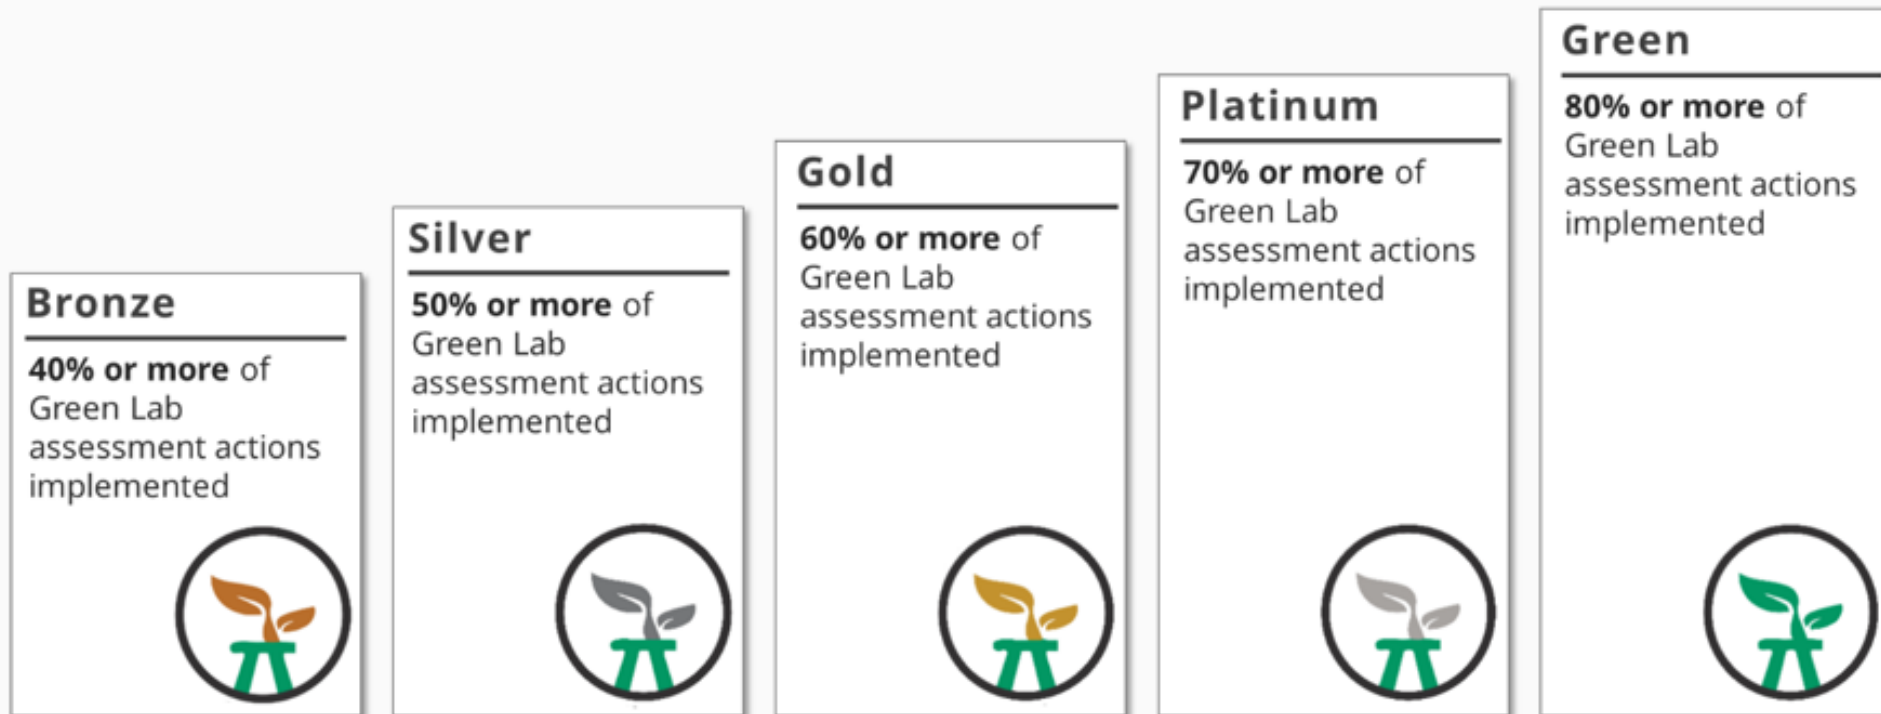 Bronze
40% or more of
Green Lab
assessment actions
implemented
Silver
50% or more of
Green Lab
assessment actions
implemented
Gold
60% or more of
Green Lab
assessment actions
implemented
Platinum
70% or more of
Green Lab
assessment actions
implemented
Green
80% or more of
Green Lab
assessment actions
implemented